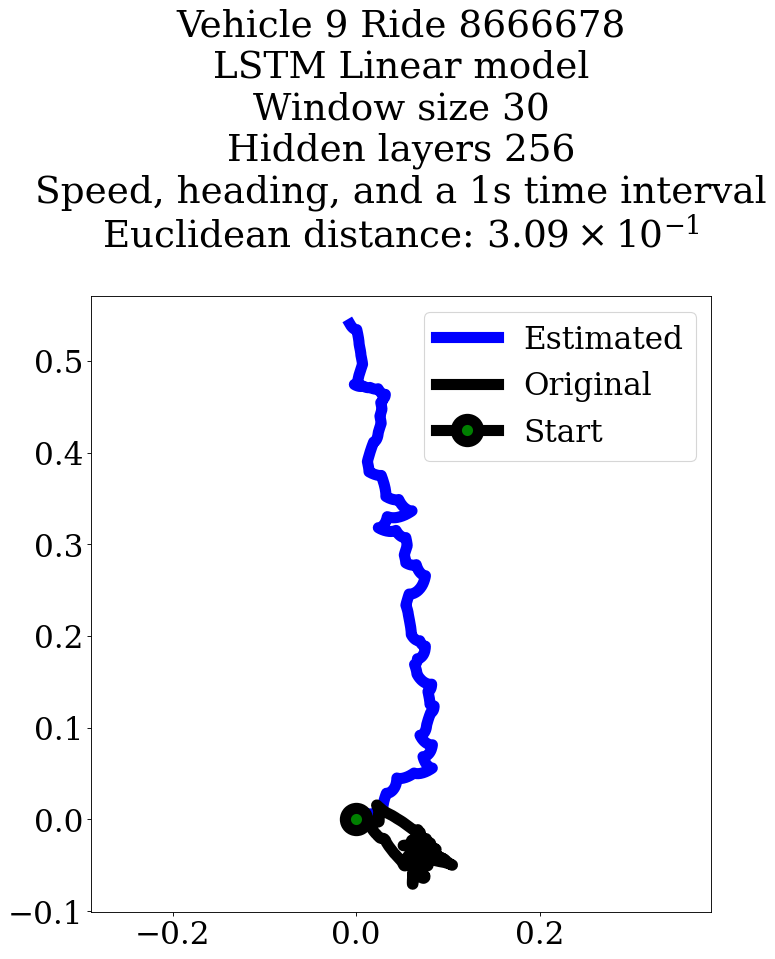 Vehicle 9 Ride 8666678
LSTM Linear model
Window size 30
Hidden layers 256
Speed, heading, and a 1s time interval
Euclidean distance: 3.09 × 10⁻¹
Estimated
Original
Start
0.5
0.4
0.3
0.2
0.1
0.0
−0.1
−0.2 0.0 0.2